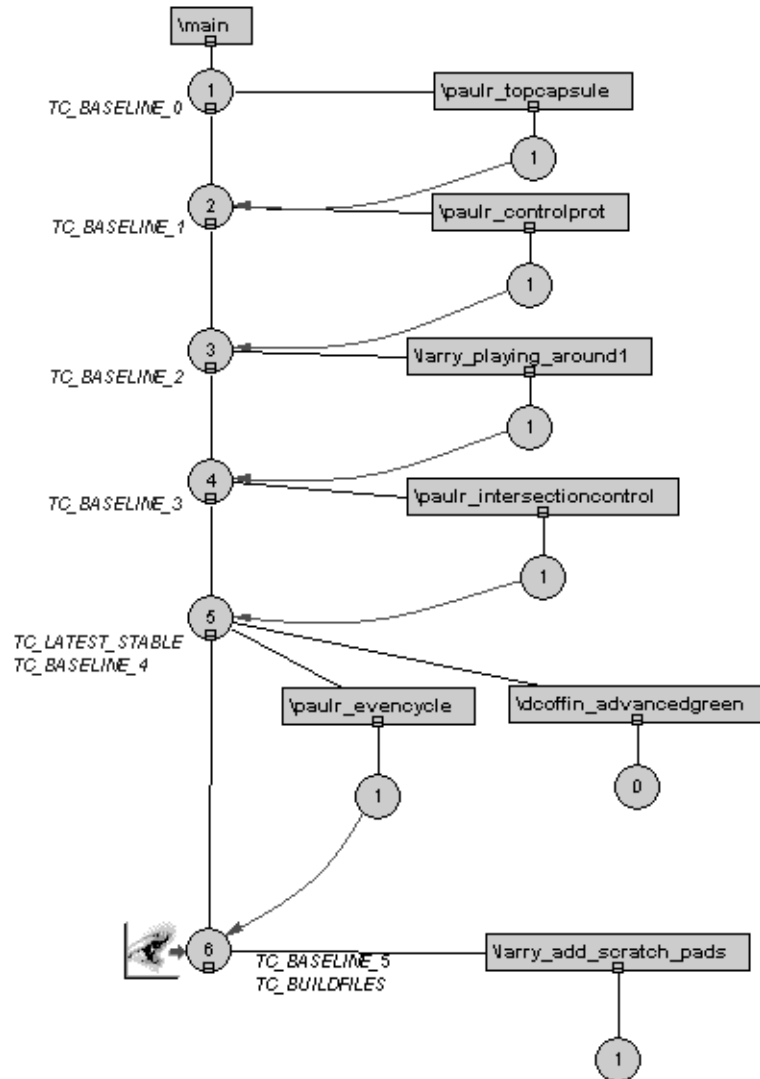 \main
1
TC_BASELINE_0
\paulr_topcapsule
1
2
TC_BASELINE_1
\paulr_controlprot
1
3
TC_BASELINE_2
\larry_playing_around1
1
4
TC_BASELINE_3
\paulr_intersectioncontrol
1
5
TC_LATEST_STABLE
TC_BASELINE_4
\paulr_evencycle
\dcoffin_advancedgreen
1
0
6
TC_BASELINE_5
TC_BUILDFILES
\larry_add_scratch_pads
1